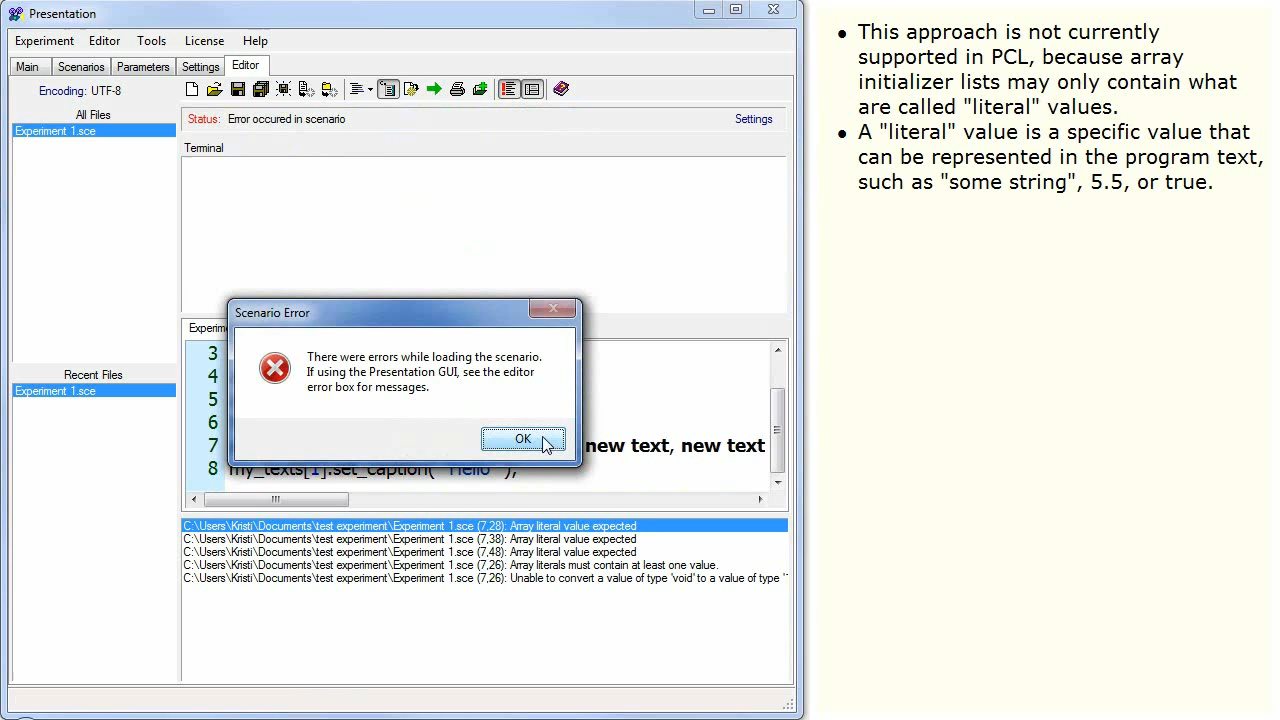 Presentation
Experiment Editor Tools License Help
Main Scenarios Parameters Settings Editor
Encoding: UTF-8
All Files
Experiment 1.sce
Status: Error occured in scenario Settings
Terminal
Recent Files
Experiment 1.sce
Scenario Error
There were errors while loading the scenario.
If using the Presentation GUI, see the editor
error box for messages.
OK
3
4
5
6
7 new text, new text
8 my_texts[1].set_caption( "Hello" );
C:\Users\Kristi\Documents\test experiment\Experiment 1.sce (7,28): Array literal value expected
C:\Users\Kristi\Documents\test experiment\Experiment 1.sce (7,38): Array literal value expected
C:\Users\Kristi\Documents\test experiment\Experiment 1.sce (7,48): Array literal value expected
C:\Users\Kristi\Documents\test experiment\Experiment 1.sce (7,26): Array literals must contain at least one value.
C:\Users\Kristi\Documents\test experiment\Experiment 1.sce (7,26): Unable to convert a value of type 'void' to a value of type '
• This approach is not currently
supported in PCL, because array
initializer lists may only contain what
are called "literal" values.
• A "literal" value is a specific value that
can be represented in the program text,
such as "some string", 5.5, or true.